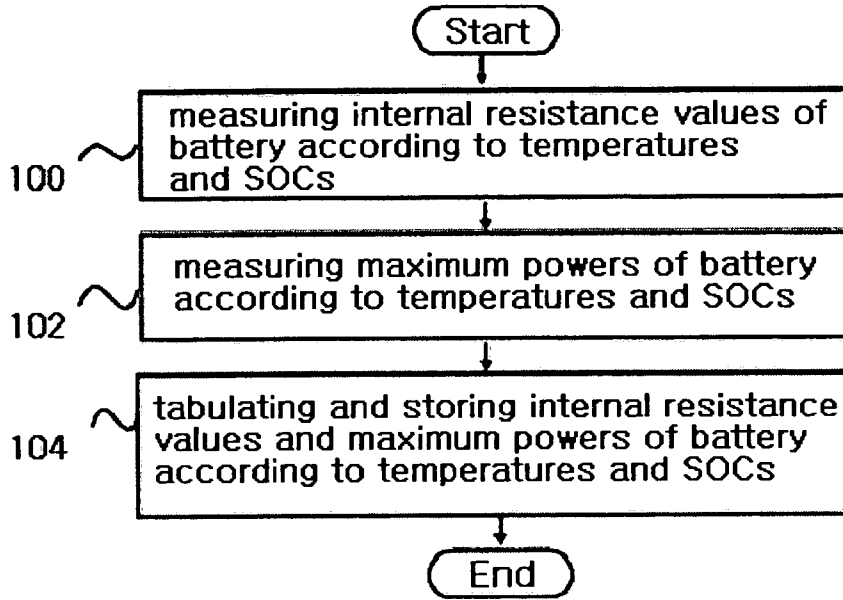 Start
measuring internal resistance values of
battery according to temperatures
and SOCs
100
measuring maximum powers of battery
according to temperatures and SOCs
102
tabulating and storing internal resistance
values and maximum powers of battery
according to temperatures and SOCs
104
End